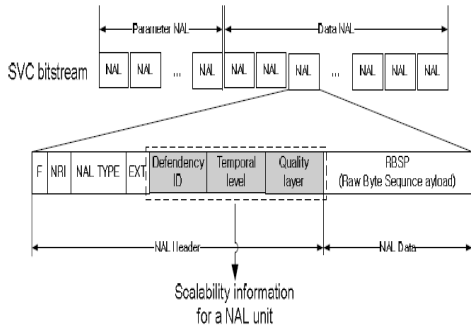 Parameter NAL
Data NAL
SVC bitstream
NAL NAL ... NAL NAL NAL NAL ... NAL NAL NAL
F NRI NAL TYPE EXT Defendency ID Temporal level Quality layer RBSP
(Raw Byte Sequnce ayload)
NAL Header
NAL Data
Scalability information
for a NAL unit